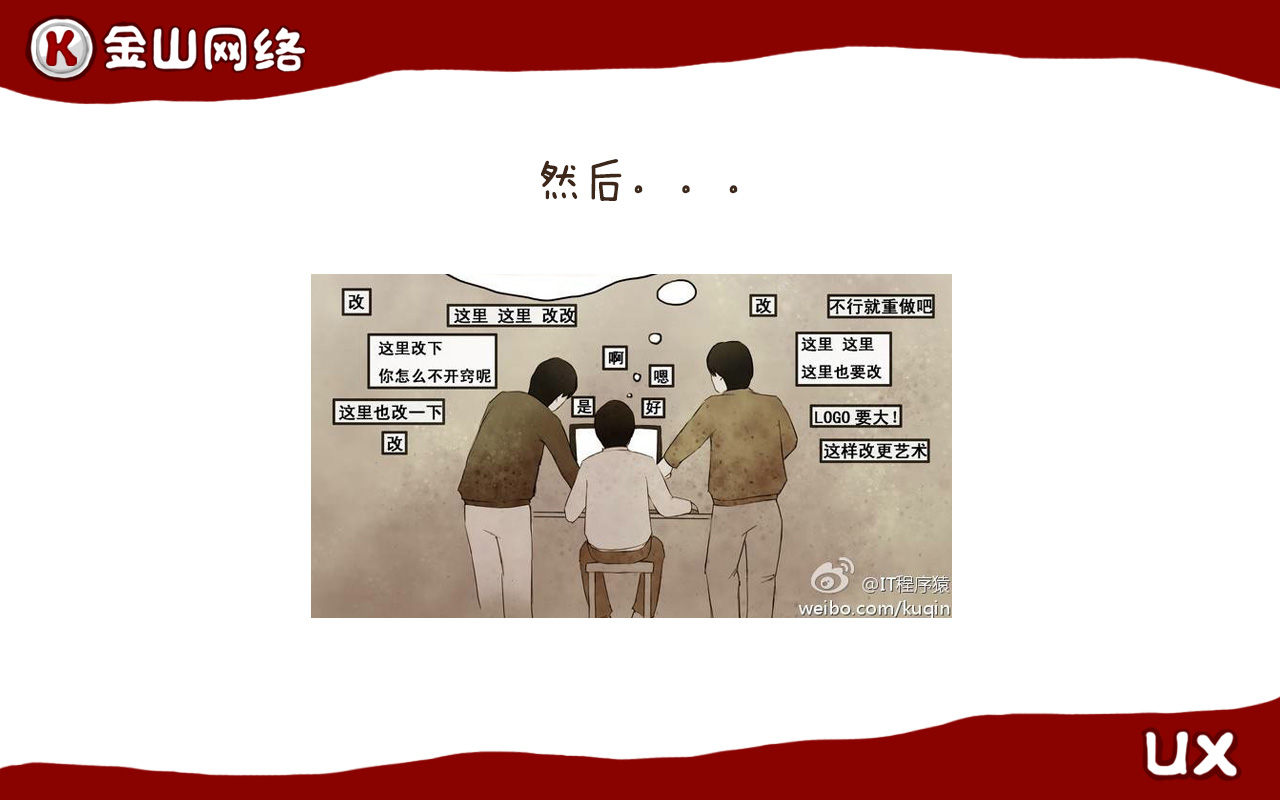 K 金山网络
然后。。。
改
这里 这里 改改
改
不行就重做吧
这里改下
你怎么不开窍呢
啊
嗯
这里 这里
这里也要改
这里也改一下
是
好
LOGO 要大!
改
这样改更艺术
@IT程序猿
weibo.com/kuqin
UX